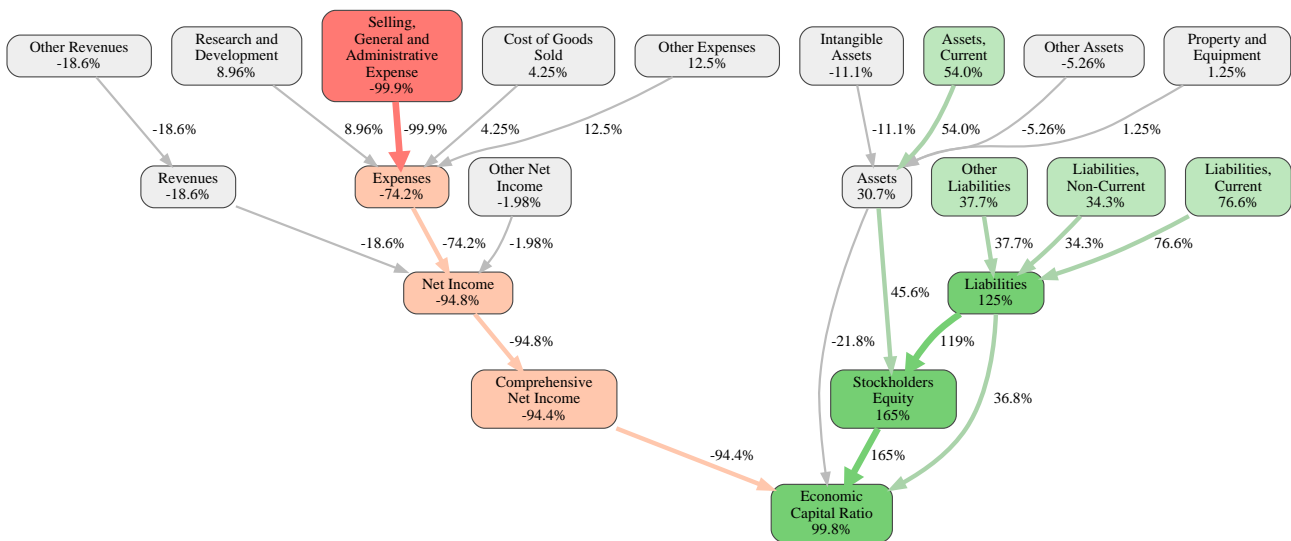 Other Revenues
-18.6%
Research and
Development
8.96%
Selling,
General and
Administrative
Expense
-99.9%
Cost of Goods
Sold
4.25%
Other Expenses
12.5%
Intangible
Assets
-11.1%
Assets,
Current
54.0%
Other Assets
-5.26%
Property and
Equipment
1.25%
-18.6%
8.96%
-99.9%
4.25%
12.5%
-11.1%
54.0%
-5.26%
1.25%
Revenues
-18.6%
Expenses
-74.2%
Other Net
Income
-1.98%
Assets
30.7%
Other
Liabilities
37.7%
Liabilities,
Non-Current
34.3%
Liabilities,
Current
76.6%
-18.6%
-74.2%
-1.98%
37.7%
34.3%
76.6%
Net Income
-94.8%
Liabilities
125%
45.6%
-94.8%
-21.8%
119%
Comprehensive
Net Income
-94.4%
Stockholders
Equity
165%
36.8%
-94.4%
165%
Economic
Capital Ratio
99.8%